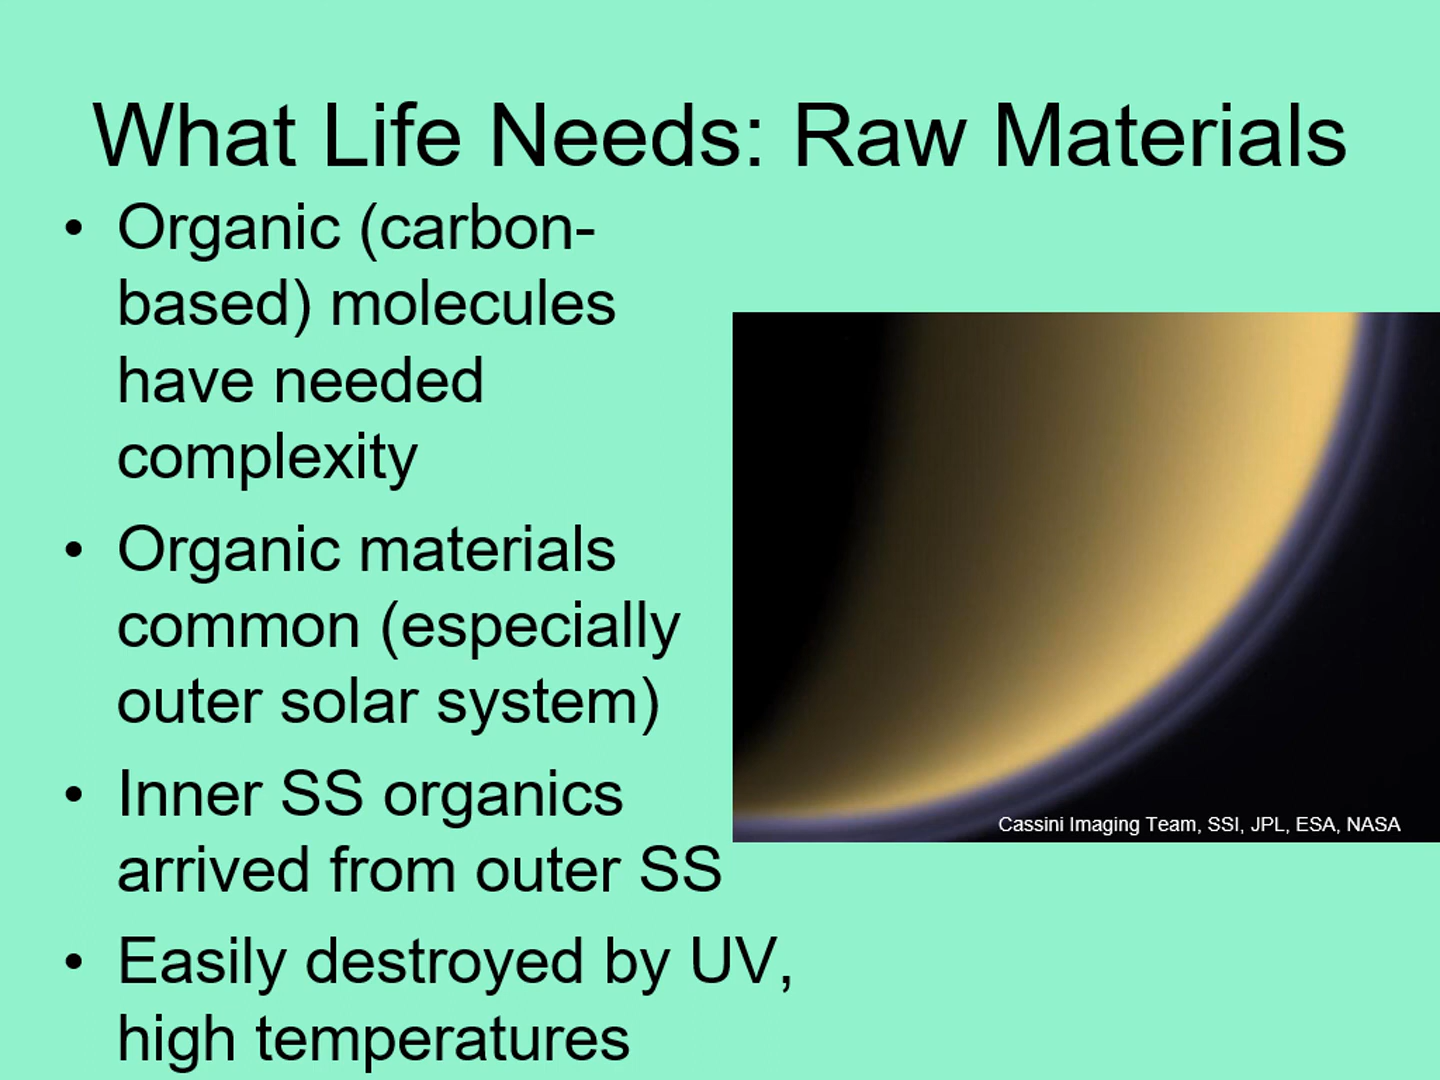 What Life Needs: Raw Materials
• Organic (carbon-
based) molecules
have needed
complexity
• Organic materials
common (especially
outer solar system)
• Inner SS organics
arrived from outer SS
• Easily destroyed by UV,
high temperatures
Cassini Imaging Team, SSI, JPL, ESA, NASA